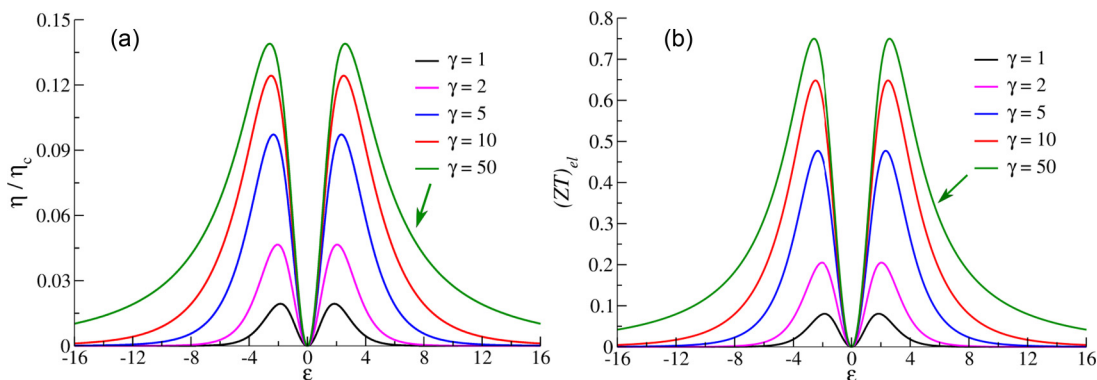 (a)
η / η_c
0.15
0.12
0.09
0.06
0.03
0
γ = 1
γ = 2
γ = 5
γ = 10
γ = 50
-16 -12 -8 -4 0 4 8 12 16
ε
(b)
(ZT)_el
0.8
0.7
0.6
0.5
0.4
0.3
0.2
0.1
0
γ = 1
γ = 2
γ = 5
γ = 10
γ = 50
-16 -12 -8 -4 0 4 8 12 16
ε